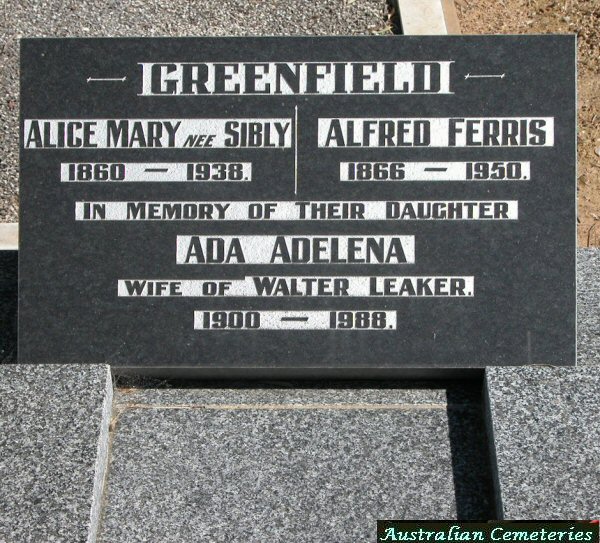 GREENFIELD
ALICE MARY NEE SIBLY
1860 — 1938.
ALFRED FERRIS
1866 — 1950.
IN MEMORY OF THEIR DAUGHTER
ADA ADELENA
WIFE OF WALTER LEAKER.
1900 — 1988.
Australian Cemeteries